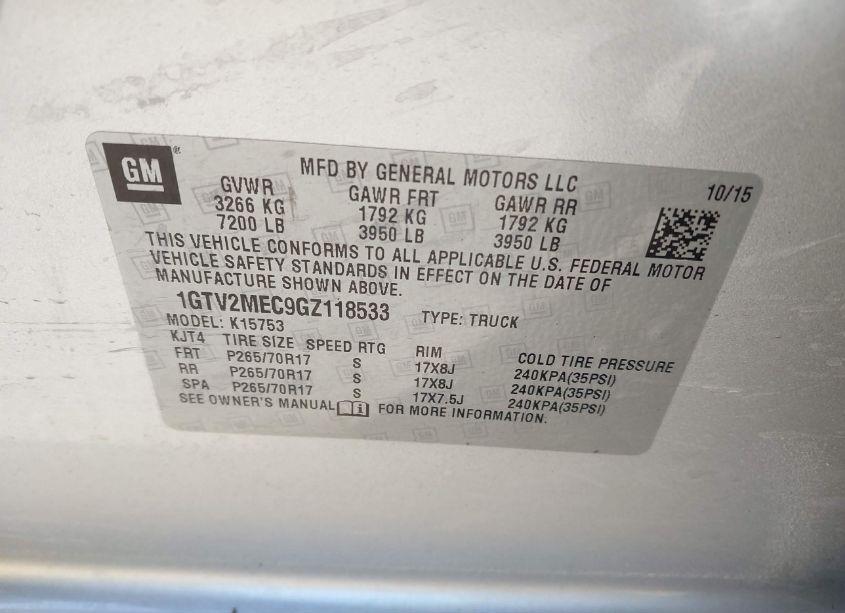 GM®
MFD BY GENERAL MOTORS LLC
10/15
GVWR GAWR FRT GAWR RR
3266 KG 1792 KG 1792 KG
7200 LB 3950 LB 3950 LB
THIS VEHICLE CONFORMS TO ALL APPLICABLE U.S. FEDERAL MOTOR
VEHICLE SAFETY STANDARDS IN EFFECT ON THE DATE OF
MANUFACTURE SHOWN ABOVE.
1GTV2MEC9GZ118533 TYPE: TRUCK
MODEL: K15753
KJT4 TIRE SIZE SPEED RTG RIM COLD TIRE PRESSURE
FRT P265/70R17 S 17X8J 240KPA(35PSI)
RR P265/70R17 S 17X8J 240KPA(35PSI)
SPA P265/70R17 S 17X7.5J 240KPA(35PSI)
SEE OWNER'S MANUAL i FOR MORE INFORMATION.